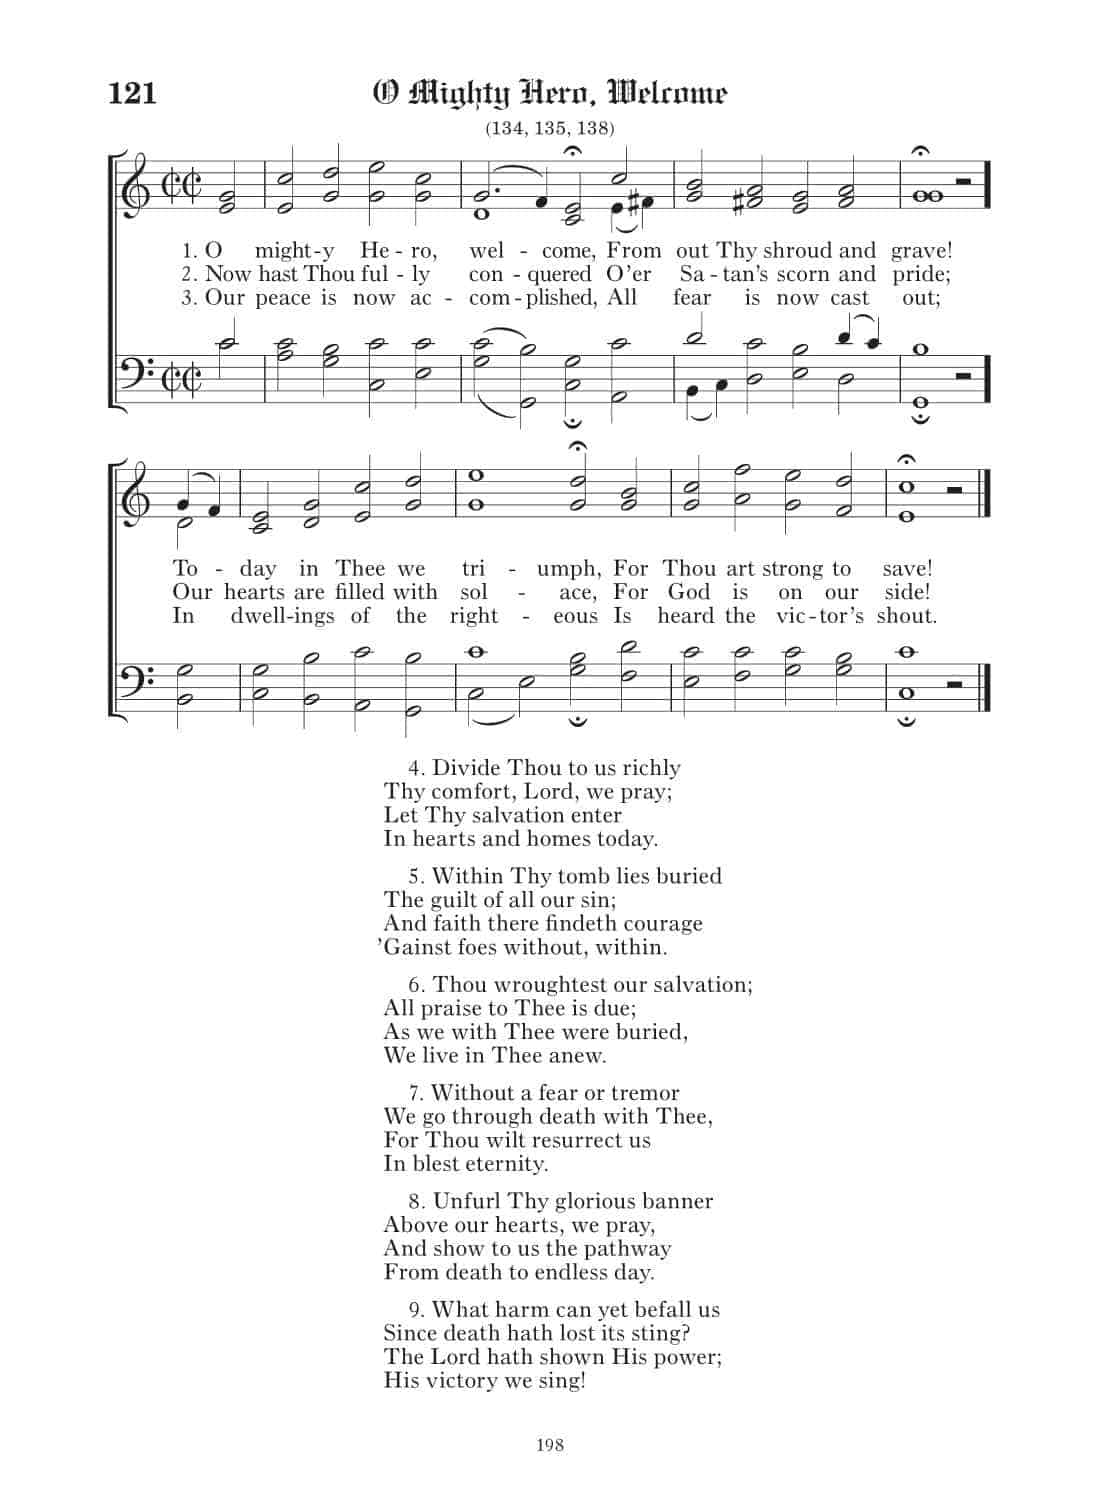 121 O Mighty Hero, Welcome
(134, 135, 138)
1. O might-y He - ro, wel - come, From out Thy shroud and grave!
2. Now hast Thou ful - ly con - quered O’er Sa - tan’s scorn and pride;
3. Our peace is now ac - com - plished, All fear is now cast out;
To - day in Thee we tri - umph, For Thou art strong to save!
Our hearts are filled with sol - ace, For God is on our side!
In dwell-ings of the right - eous Is heard the vic - tor’s shout.
4. Divide Thou to us richly
Thy comfort, Lord, we pray;
Let Thy salvation enter
In hearts and homes today.
5. Within Thy tomb lies buried
The guilt of all our sin;
And faith there findeth courage
’Gainst foes without, within.
6. Thou wroughtest our salvation;
All praise to Thee is due;
As we with Thee were buried,
We live in Thee anew.
7. Without a fear or tremor
We go through death with Thee,
For Thou wilt resurrect us
In blest eternity.
8. Unfurl Thy glorious banner
Above our hearts, we pray,
And show to us the pathway
From death to endless day.
9. What harm can yet befall us
Since death hath lost its sting?
The Lord hath shown His power;
His victory we sing!
198